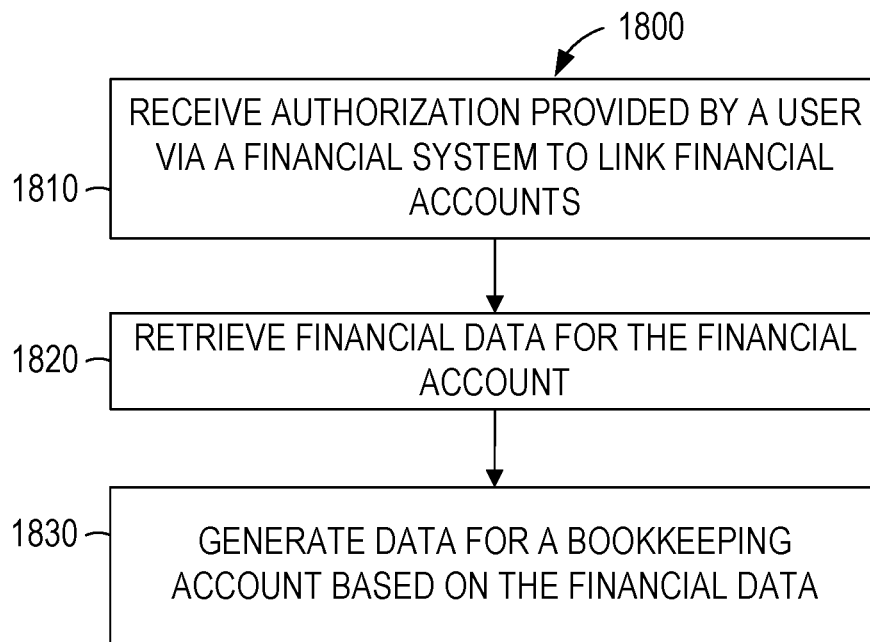 1800
RECEIVE AUTHORIZATION PROVIDED BY A USER
VIA A FINANCIAL SYSTEM TO LINK FINANCIAL
ACCOUNTS
1810
RETRIEVE FINANCIAL DATA FOR THE FINANCIAL
ACCOUNT
1820
GENERATE DATA FOR A BOOKKEEPING
ACCOUNT BASED ON THE FINANCIAL DATA
1830